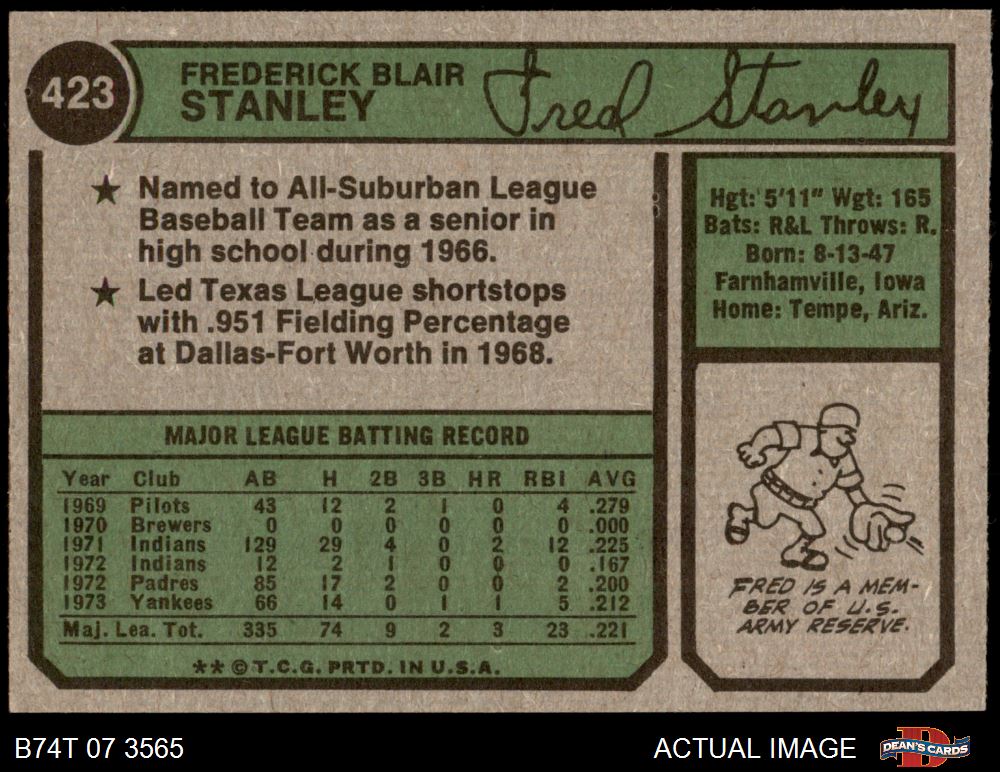 423
FREDERICK BLAIR
STANLEY
Fred Stanley
★ Named to All-Suburban League
Baseball Team as a senior in
high school during 1966.
★ Led Texas League shortstops
with .951 Fielding Percentage
at Dallas-Fort Worth in 1968.
Hgt: 5'11" Wgt: 165
Bats: R&L Throws: R.
Born: 8-13-47
Farnhamville, Iowa
Home: Tempe, Ariz.
MAJOR LEAGUE BATTING RECORD
Year Club AB H 2B 3B HR RBI AVG
1969 Pilots 43 12 2 1 0 4 .279
1970 Brewers 0 0 0 0 0 0 .000
1971 Indians 129 29 4 0 2 12 .225
1972 Indians 12 2 1 0 0 0 .167
1972 Padres 85 17 2 0 0 2 .200
1973 Yankees 66 14 0 1 1 5 .212
Maj. Lea. Tot. 335 74 9 2 3 23 .221
** © T.C.G. PRTD. IN U.S.A.
FRED IS A MEM-
BER OF U.S.
ARMY RESERVE.
B74T 07 3565
ACTUAL IMAGE
DEAN'S CARDS